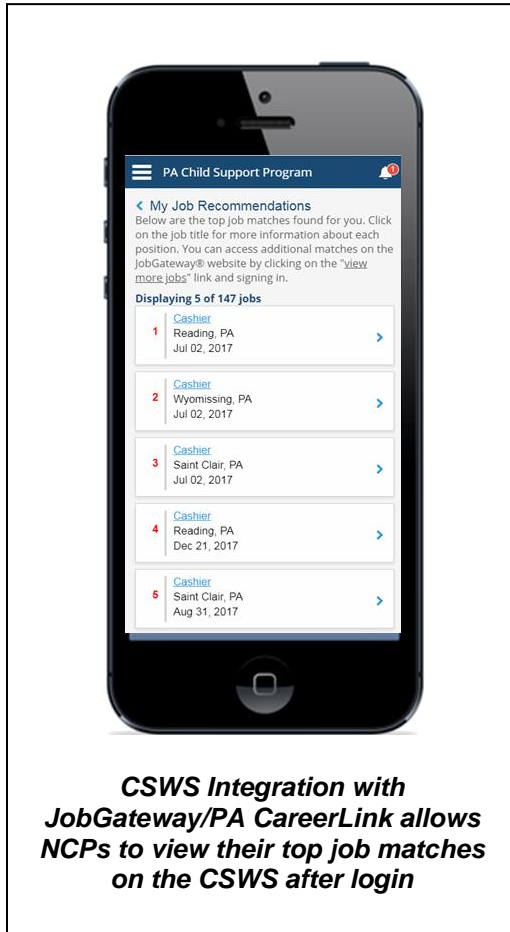 PA Child Support Program
1
My Job Recommendations
Below are the top job matches found for you. Click
on the job title for more information about each
position. You can access additional matches on the
JobGateway® website by clicking on the "view
more jobs" link and signing in.
Displaying 5 of 147 jobs
1
Cashier
Reading, PA
Jul 02, 2017
2
Cashier
Wyomissing, PA
Jul 02, 2017
3
Cashier
Saint Clair, PA
Jul 02, 2017
4
Cashier
Reading, PA
Dec 21, 2017
5
Cashier
Saint Clair, PA
Aug 31, 2017
CSWS Integration with
JobGateway/PA CareerLink allows
NCPs to view their top job matches
on the CSWS after login